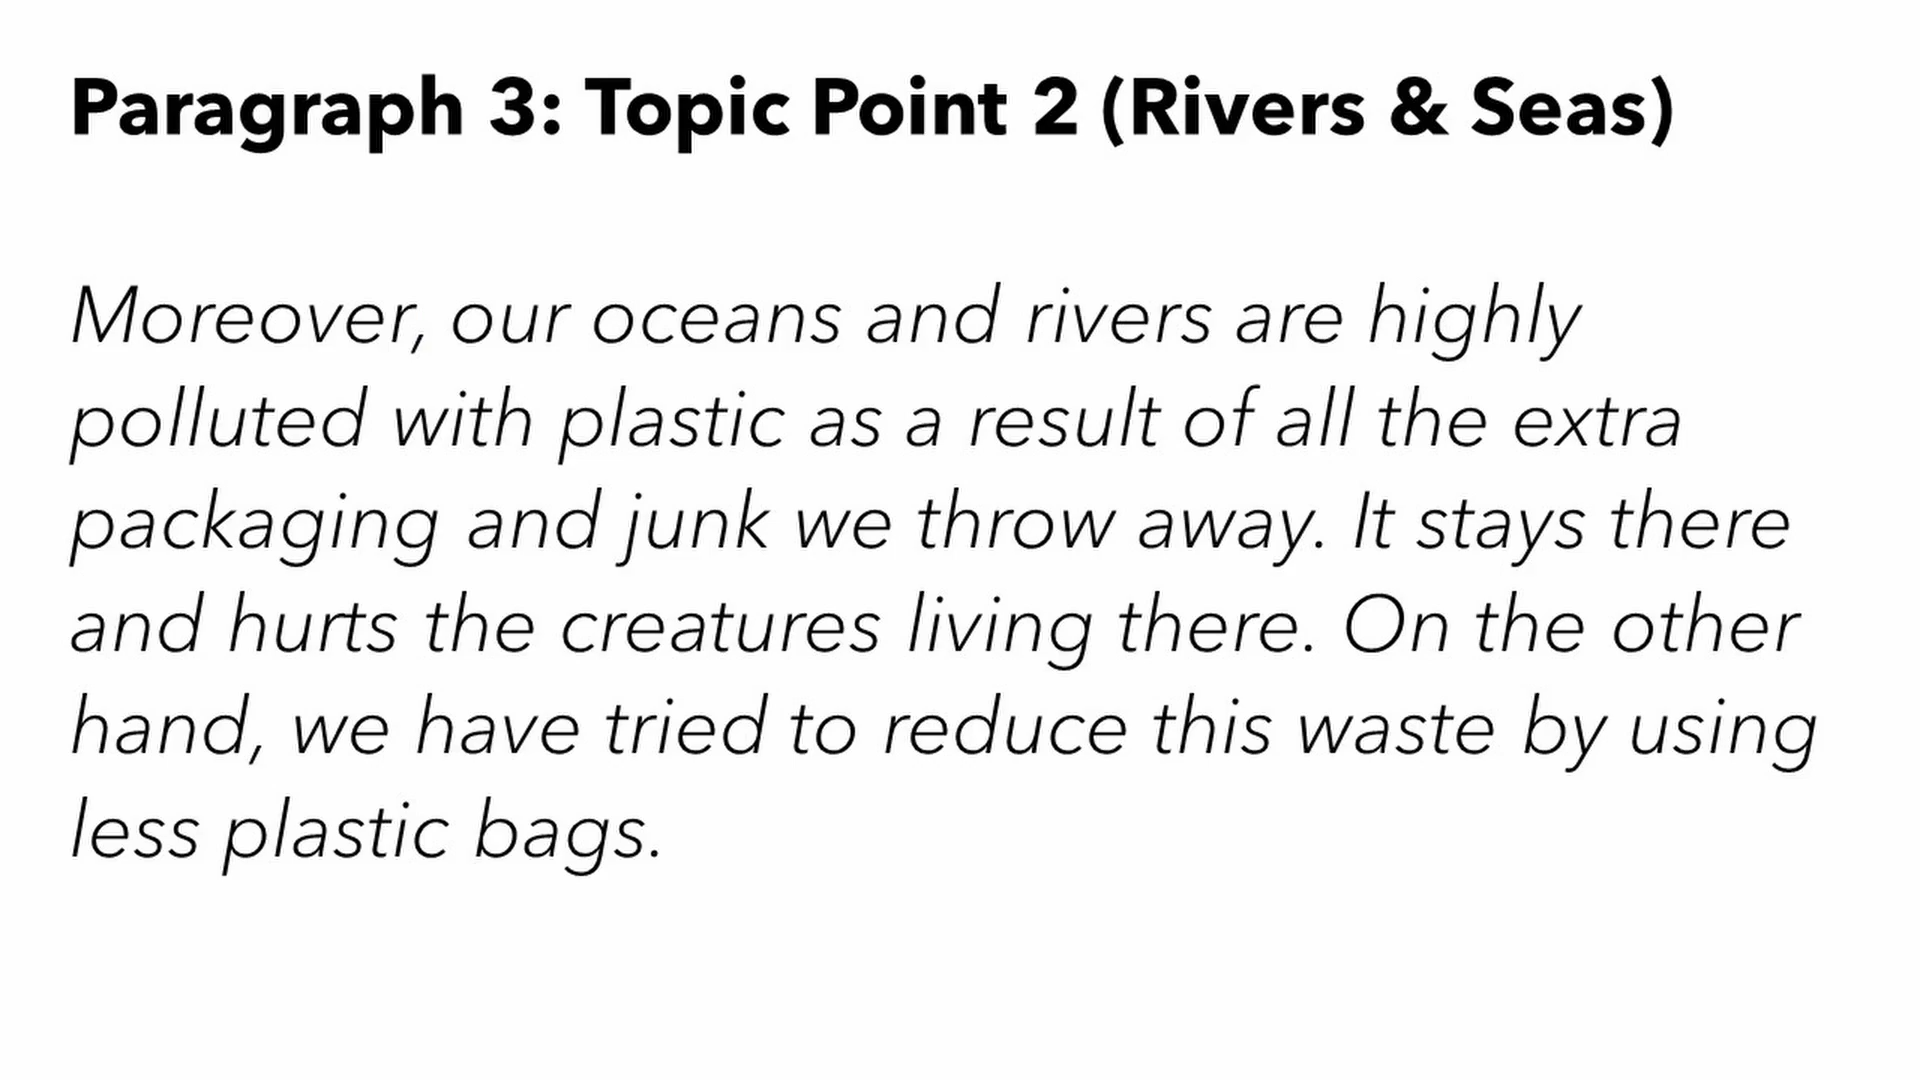 Paragraph 3: Topic Point 2 (Rivers & Seas)
Moreover, our oceans and rivers are highly
polluted with plastic as a result of all the extra
packaging and junk we throw away. It stays there
and hurts the creatures living there. On the other
hand, we have tried to reduce this waste by using
less plastic bags.